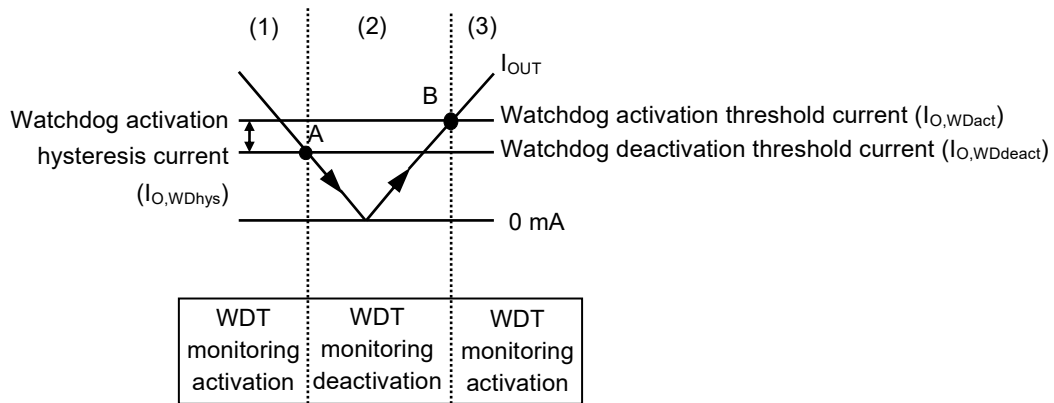 (1)
(2)
(3)
I_OUT
B
Watchdog activation
Watchdog activation threshold current (I_O,WDact)
A
hysteresis current
Watchdog deactivation threshold current (I_O,WDdeact)
(I_O,WDhys)
0 mA
WDT
monitoring
activation
WDT
monitoring
deactivation
WDT
monitoring
activation